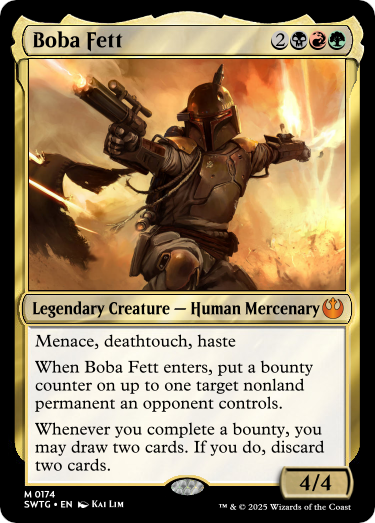 Boba Fett 2
Legendary Creature — Human Mercenary
Menace, deathtouch, haste
When Boba Fett enters, put a bounty
counter on up to one target nonland
permanent an opponent controls.
Whenever you complete a bounty, you
may draw two cards. If you do, discard
two cards.
4/4
M 0174
SWTG • EN Kai Lim
™ & © 2025 Wizards of the Coast